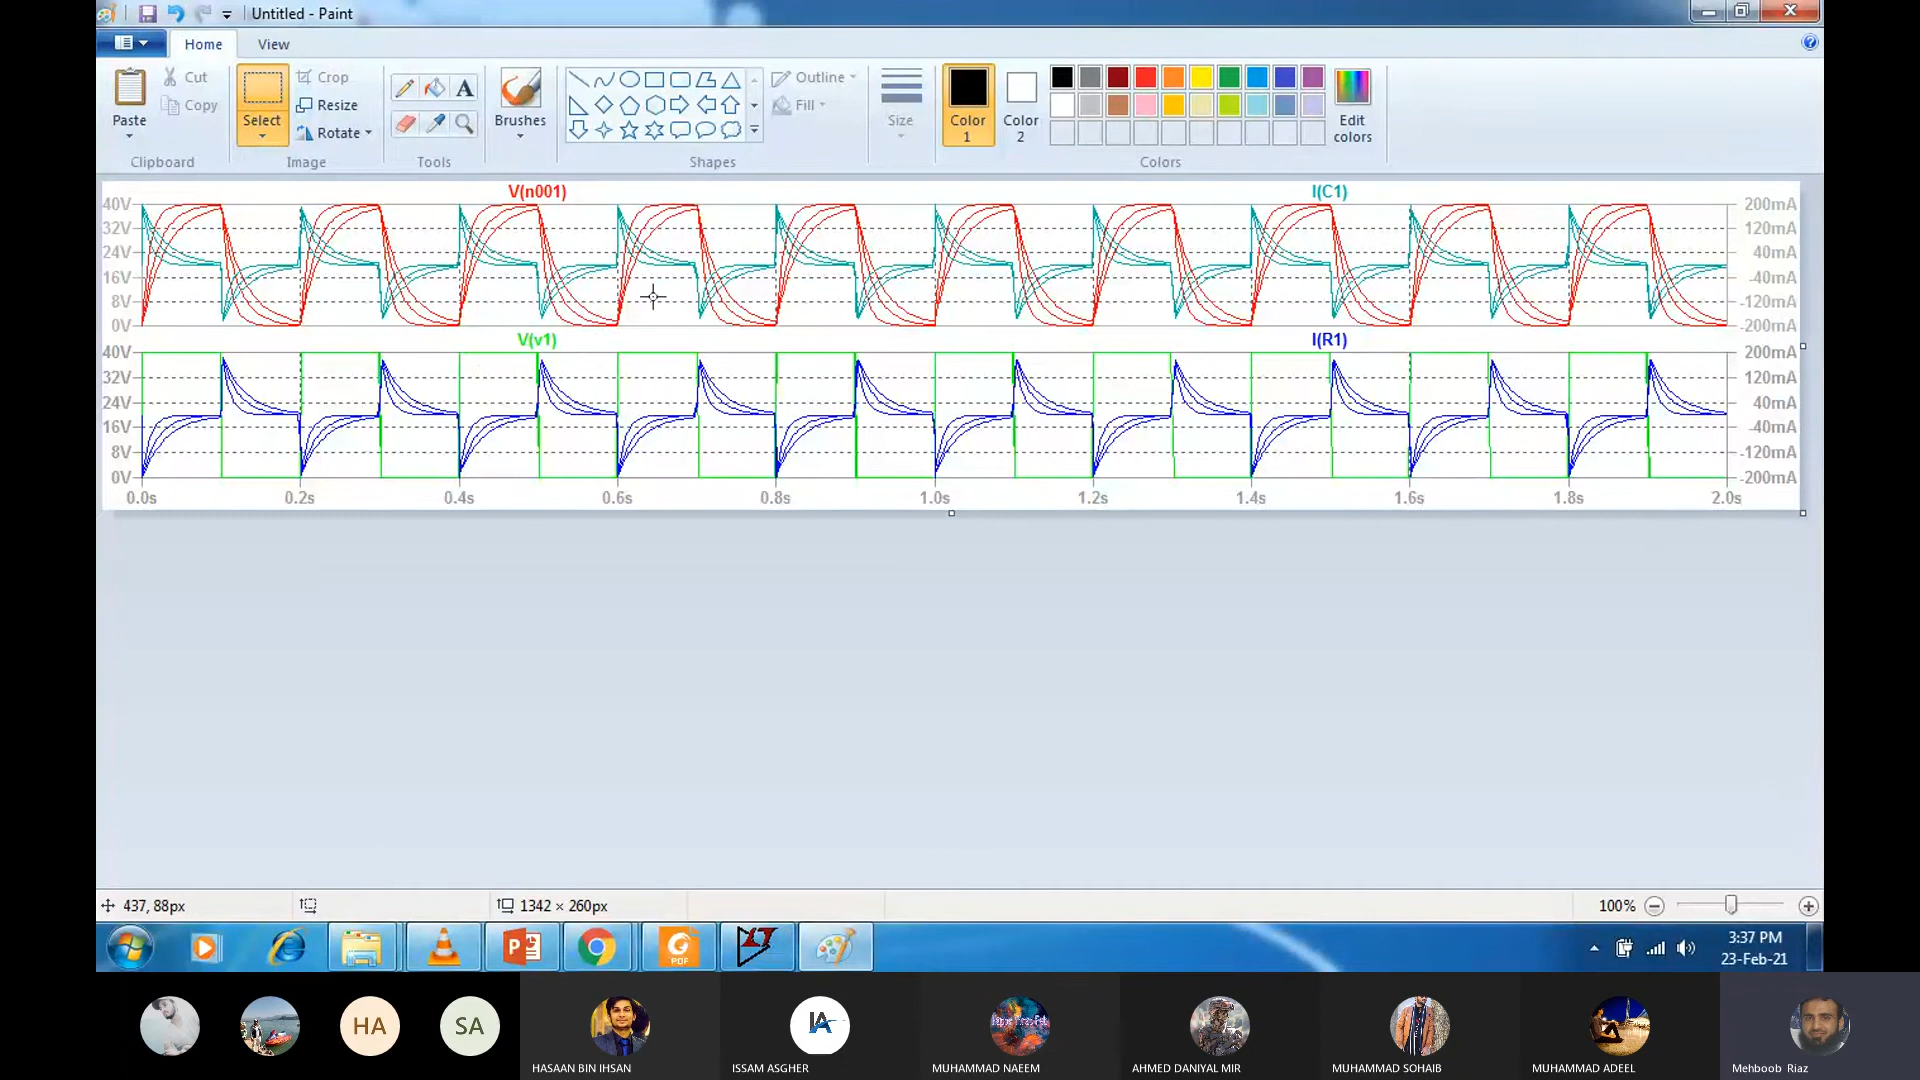 Untitled - Paint
Home View
Paste Cut Copy Select Crop Resize Rotate Brushes Outline Fill Size Color 1 Color 2 Edit colors
Clipboard Image Tools Shapes Colors
V(n001) I(C1)
40V 200mA
32V 120mA
24V 40mA
16V -40mA
8V -120mA
0V -200mA
V(v1) I(R1)
40V 200mA
32V 120mA
24V 40mA
16V -40mA
8V -120mA
0V -200mA
0.0s 0.2s 0.4s 0.6s 0.8s 1.0s 1.2s 1.4s 1.6s 1.8s 2.0s
437, 88px 1342 × 260px 100%
PDF
3:37 PM
23-Feb-21
HA SA IA
HASAAN BIN IHSAN ISSAM ASGHER MUHAMMAD NAEEM AHMED DANIYAL MIR MUHAMMAD SOHAIB MUHAMMAD ADEEL Mehboob Riaz